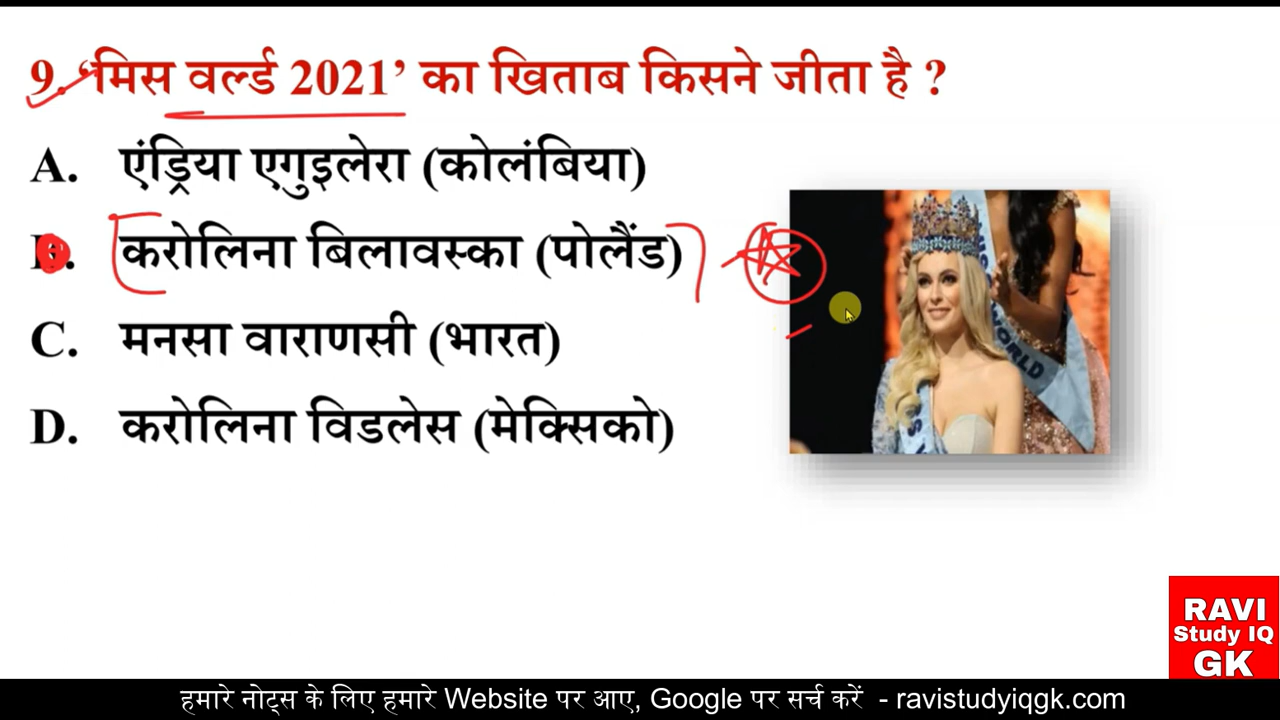 9. ‘मिस वर्ल्ड 2021’ का खिताब किसने जीता है ?
A. एंड्रिया एगुइलेरा (कोलंबिया)
B. करोलिना बिलावस्का (पोलैंड)
C. मनसा वाराणसी (भारत)
D. करोलिना विडलेस (मेक्सिको)
WORLD
RAVI
Study IQ
GK
हमारे नोट्स के लिए हमारे Website पर आए, Google पर सर्च करें - ravistudyiqgk.com